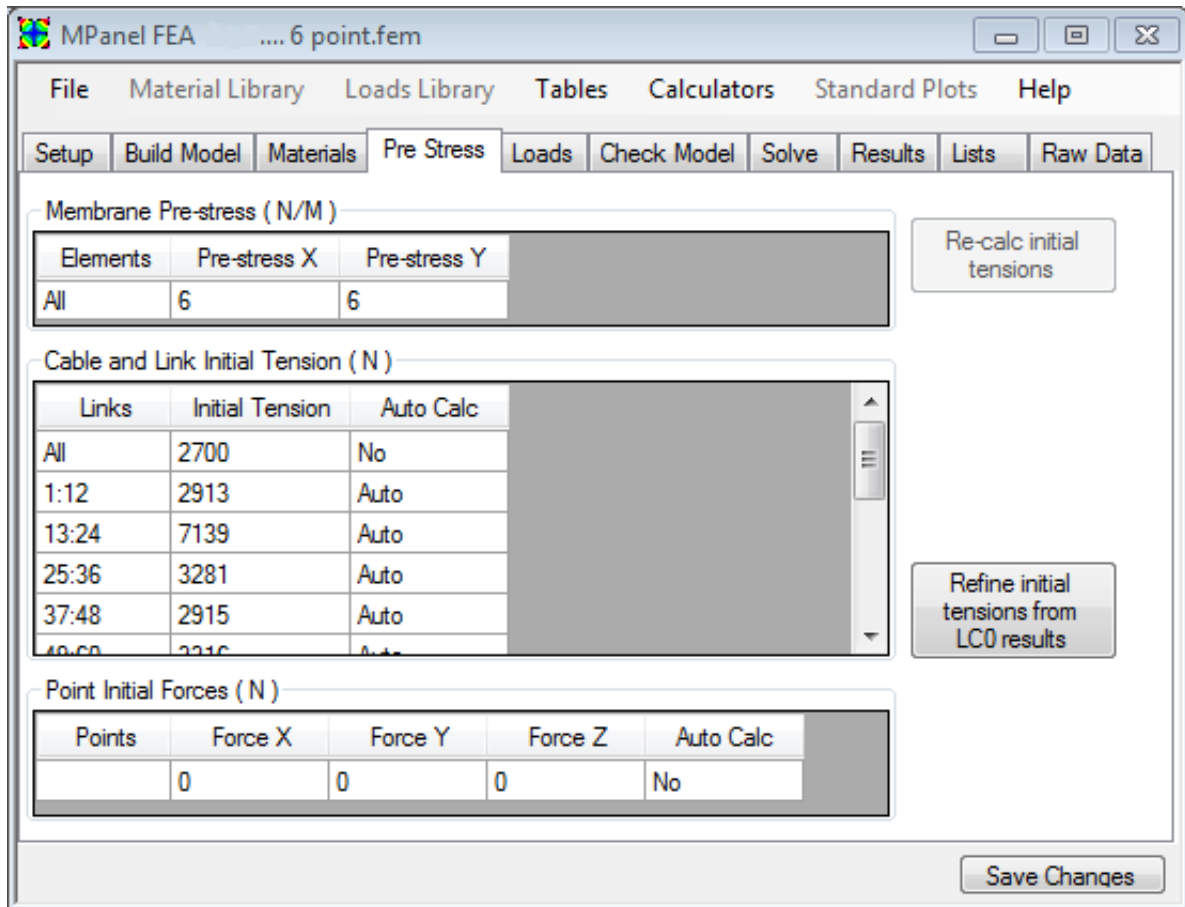 MPanel FEA .... 6 point.fem
File Material Library Loads Library Tables Calculators Standard Plots Help
Setup Build Model Materials Pre Stress Loads Check Model Solve Results Lists Raw Data
Membrane Pre-stress ( N/M )
Elements Pre-stress X Pre-stress Y
All 6 6
Re-calc initial
tensions
Cable and Link Initial Tension ( N )
Links Initial Tension Auto Calc
All 2700 No
1:12 2913 Auto
13:24 7139 Auto
25:36 3281 Auto
37:48 2915 Auto
Refine initial
tensions from
LC0 results
Point Initial Forces ( N )
Points Force X Force Y Force Z Auto Calc
0 0 0 No
Save Changes